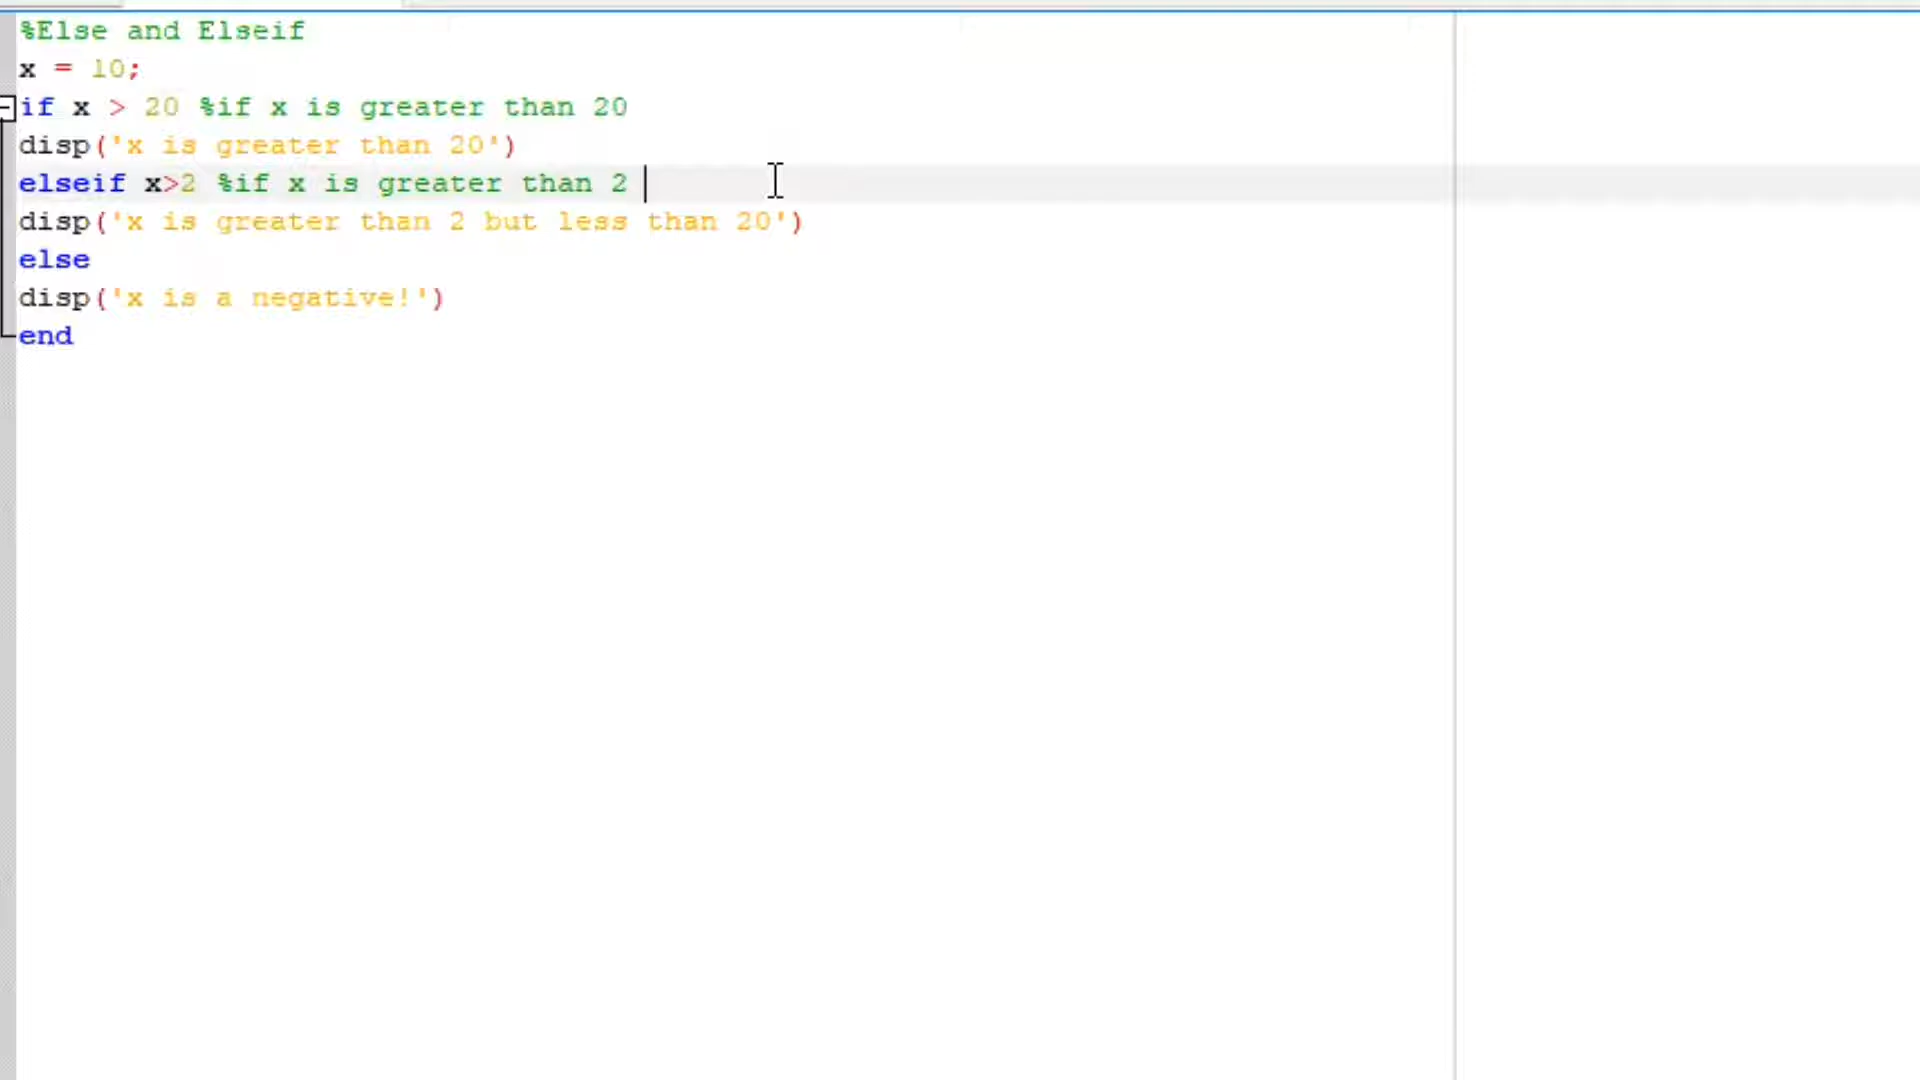 %Else and Elseif
x = 10;
if x > 20 %if x is greater than 20
disp('x is greater than 20')
elseif x>2 %if x is greater than 2
disp('x is greater than 2 but less than 20')
else
disp('x is a negative!')
end